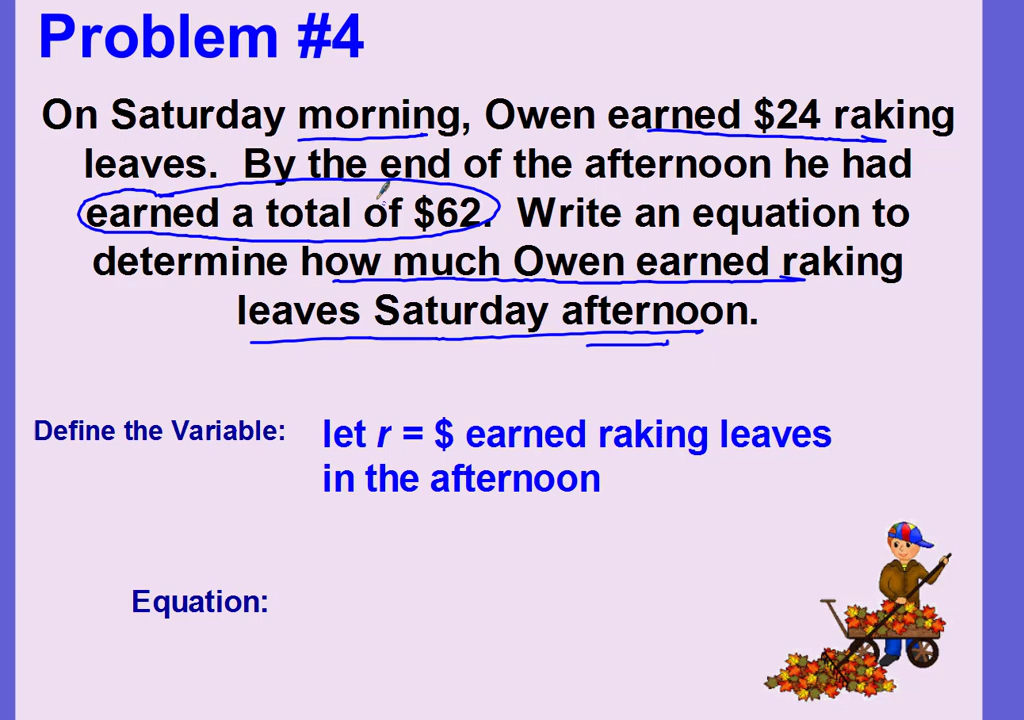 Problem #4
On Saturday morning, Owen earned $24 raking
leaves. By the end of the afternoon he had
earned a total of $62. Write an equation to
determine how much Owen earned raking
leaves Saturday afternoon.
Define the Variable: let r = $ earned raking leaves
in the afternoon
Equation: